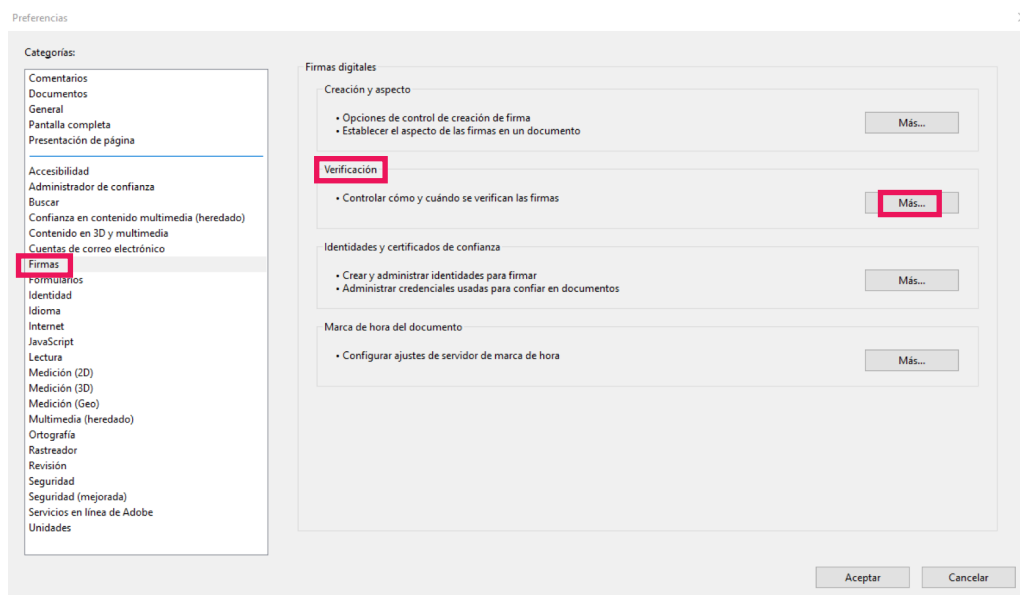 Preferencias
Categorías:
Comentarios
Documentos
General
Pantalla completa
Presentación de página
Accesibilidad
Administrador de confianza
Buscar
Confianza en contenido multimedia (heredado)
Contenido en 3D y multimedia
Cuentas de correo electrónico
Firmas
Formularios
Identidad
Idioma
Internet
JavaScript
Lectura
Medición (2D)
Medición (3D)
Medición (Geo)
Multimedia (heredado)
Ortografía
Rastreador
Revisión
Seguridad
Seguridad (mejorada)
Servicios en línea de Adobe
Unidades
Firmas digitales
Creación y aspecto
• Opciones de control de creación de firma
• Establecer el aspecto de las firmas en un documento
Más...
Verificación
• Controlar cómo y cuándo se verifican las firmas
Más...
Identidades y certificados de confianza
• Crear y administrar identidades para firmar
• Administrar credenciales usadas para confiar en documentos
Más...
Marca de hora del documento
• Configurar ajustes de servidor de marca de hora
Más...
Aceptar
Cancelar